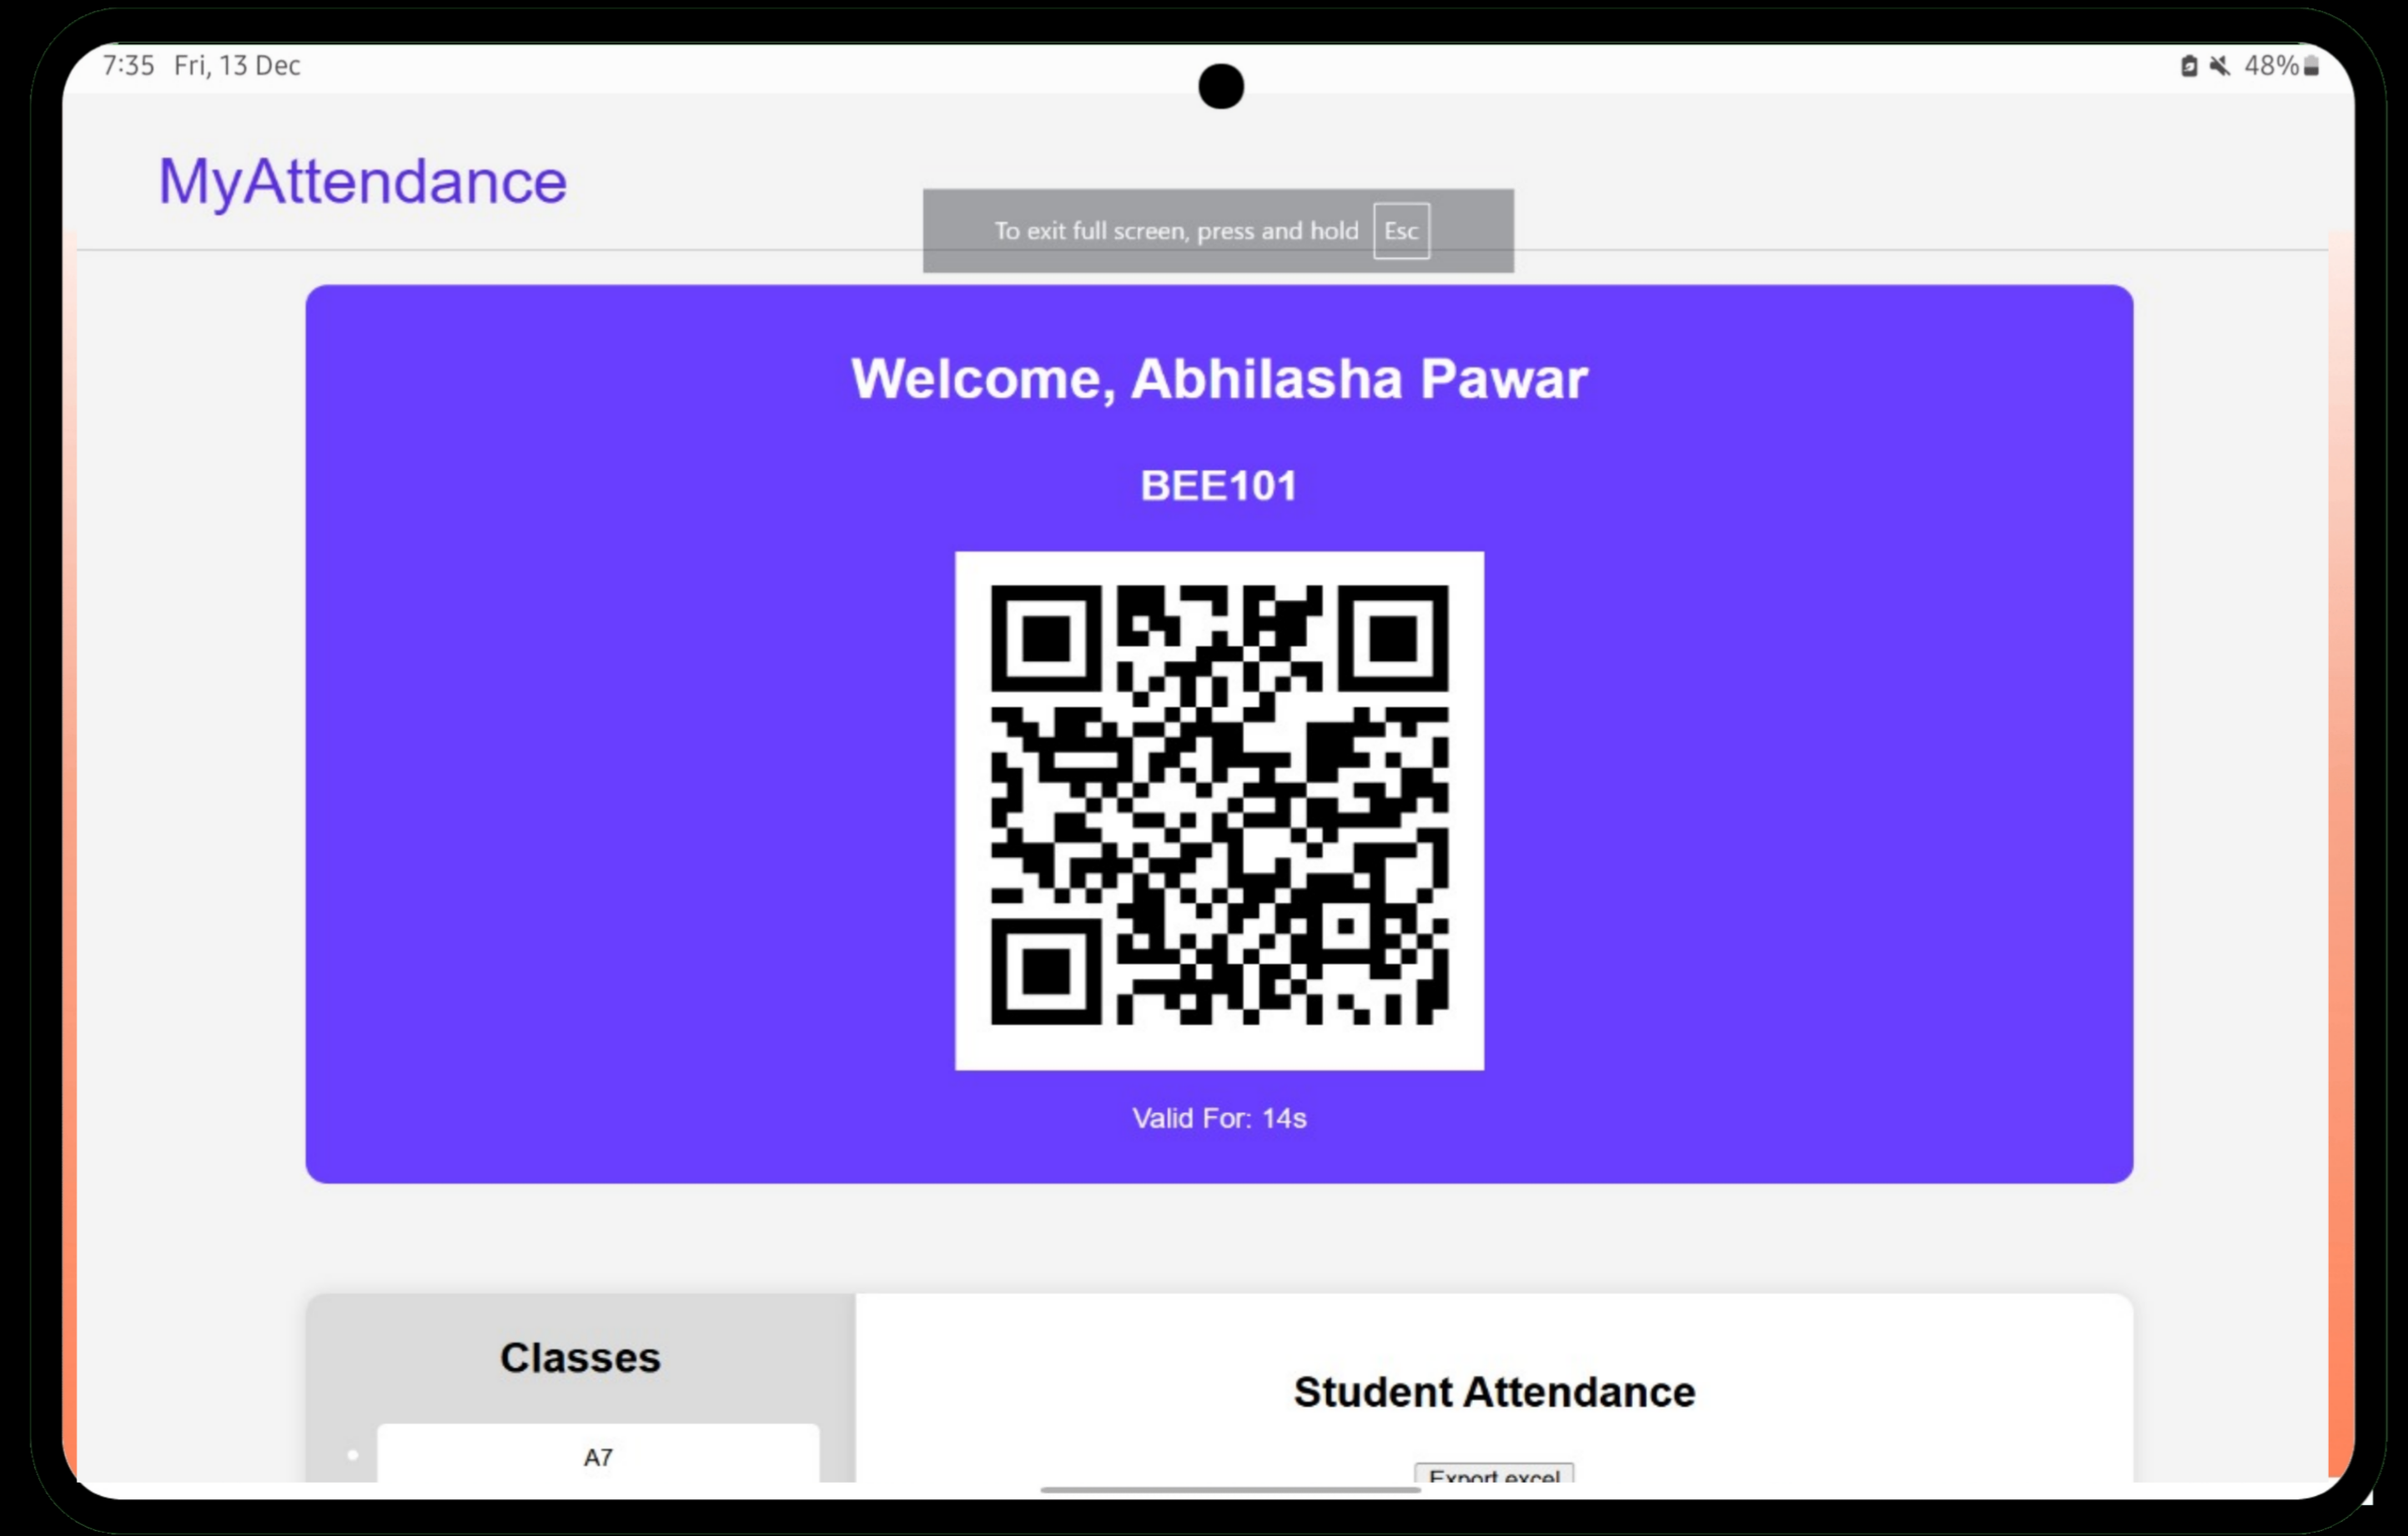 7:35 Fri, 13 Dec
48%
MyAttendance
To exit full screen, press and hold Esc
Welcome, Abhilasha Pawar
BEE101
Valid For: 14s
Classes
Student Attendance
A7
Export excel